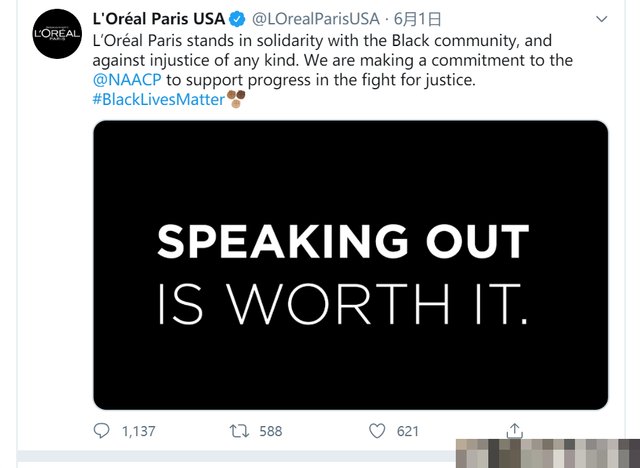 L'ORÉAL
PARIS
L'Oréal Paris USA @LOrealParisUSA · 6月1日
L'Oréal Paris stands in solidarity with the Black community, and
against injustice of any kind. We are making a commitment to the
@NAACP to support progress in the fight for justice.
#BlackLivesMatter✊🏾✊🏿✊🏽
SPEAKING OUT
IS WORTH IT.
1,137 588 621